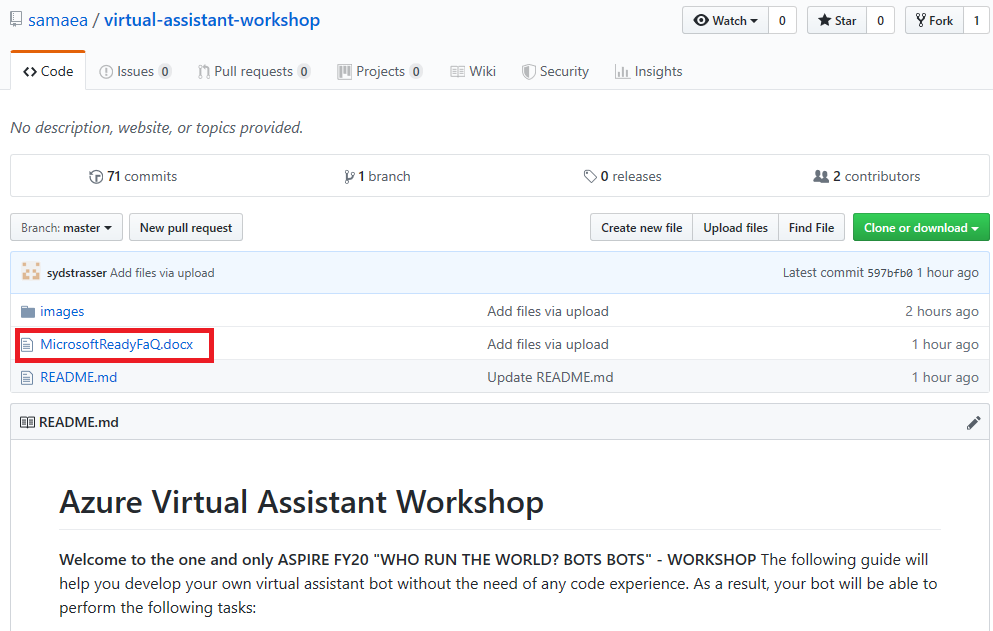 samaea / virtual-assistant-workshop Watch 0 Star 0 Fork 1
Code Issues 0 Pull requests 0 Projects 0 Wiki Security Insights
No description, website, or topics provided.
71 commits 1 branch 0 releases 2 contributors
Branch: master New pull request Create new file Upload files Find File Clone or download
sydstrasser Add files via upload Latest commit 597bfb0 1 hour ago
images Add files via upload 2 hours ago
MicrosoftReadyFaQ.docx Add files via upload 1 hour ago
README.md Update README.md 1 hour ago
README.md
Azure Virtual Assistant Workshop
Welcome to the one and only ASPIRE FY20 "WHO RUN THE WORLD? BOTS BOTS" - WORKSHOP The following guide will
help you develop your own virtual assistant bot without the need of any code experience. As a result, your bot will be able to
perform the following tasks: